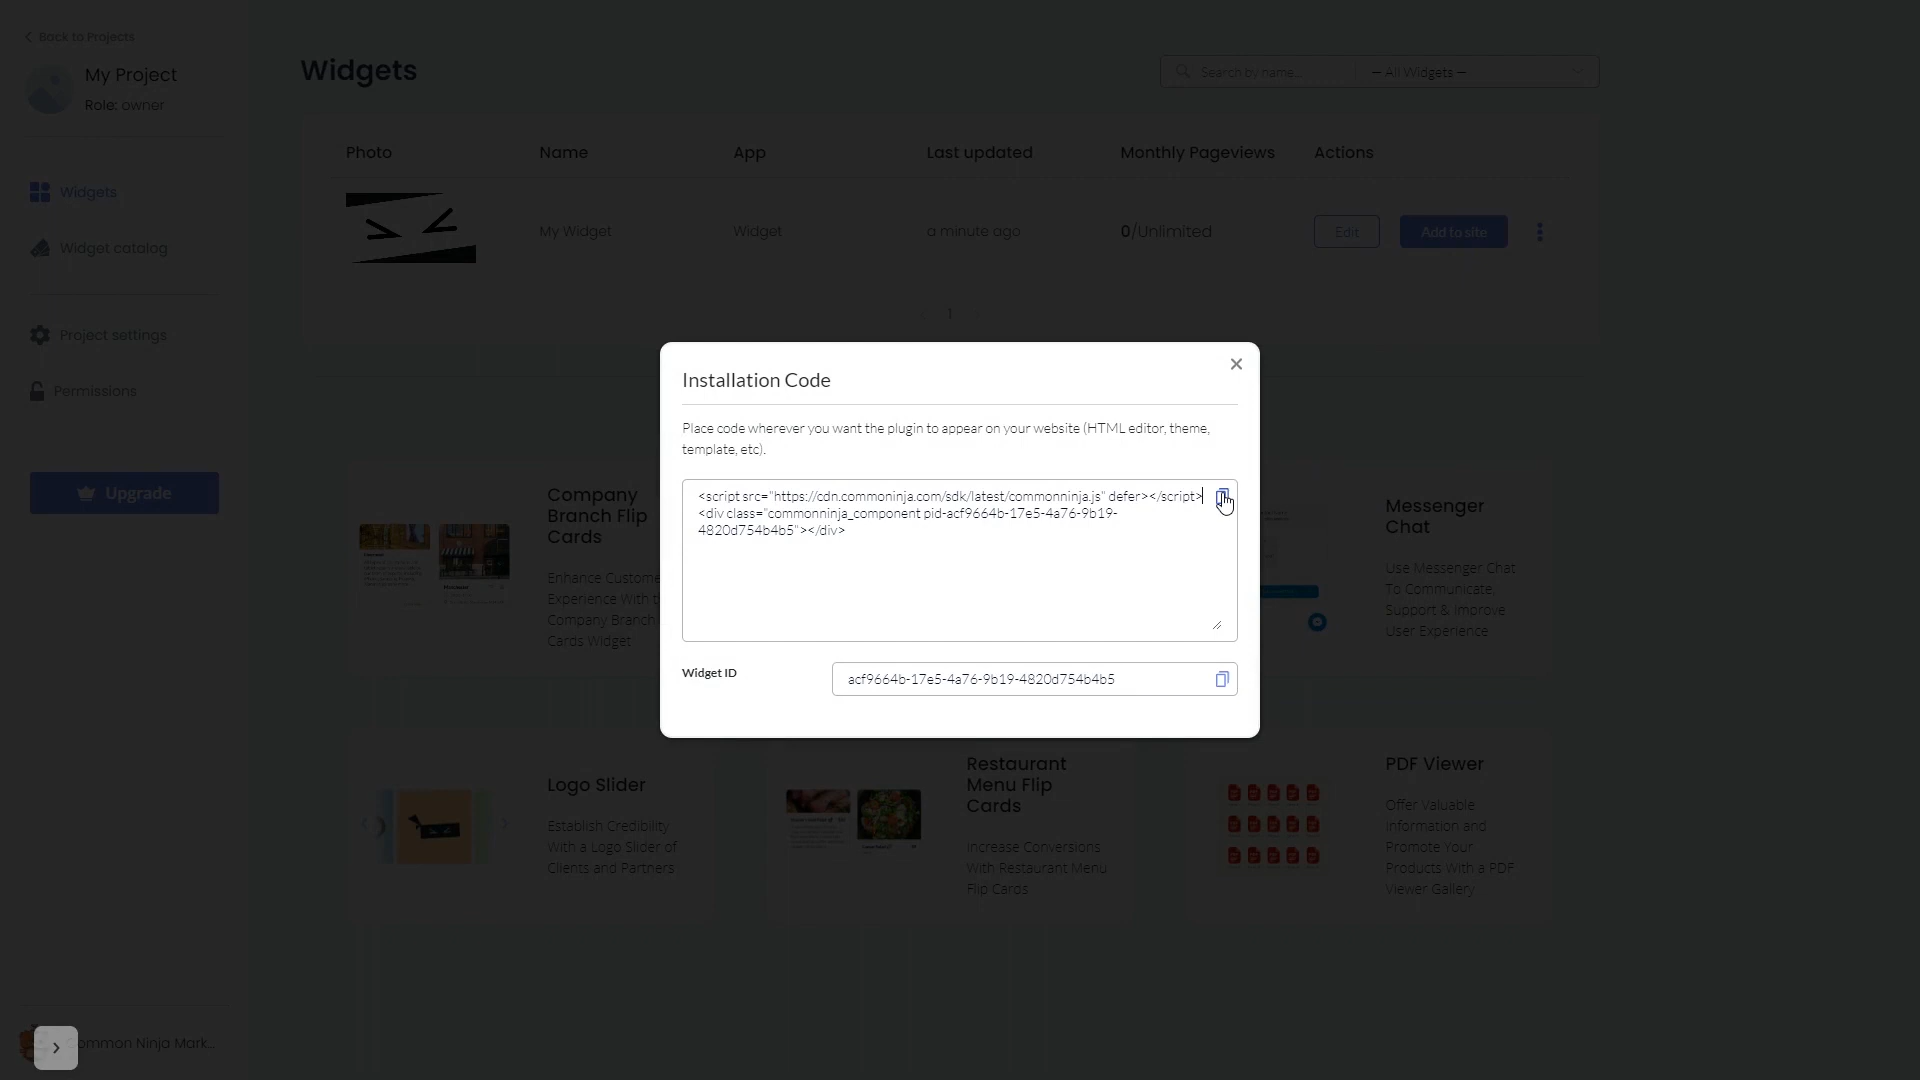 Back to Projects
My Project
Role: owner
Widgets
Widget catalog
Project settings
Permissions
Upgrade
Common Ninja Mark...
Widgets
Search by name...
— All Widgets —
Photo
Name
App
Last updated
Monthly Pageviews
Actions
My Widget
Widget
a minute ago
0/Unlimited
Edit
Add to site
1
Installation Code
Place code wherever you want the plugin to appear on your website (HTML editor, theme,
template, etc).
<script src="https://cdn.commoninja.com/sdk/latest/commonninja.js" defer></script>
<div class="commonninja_component pid-acf9664b-17e5-4a76-9b19-
4820d754b4b5"></div>
Widget ID
acf9664b-17e5-4a76-9b19-4820d754b4b5
Company
Branch Flip
Cards
Enhance Custome
Experience With t
Company Branch
Cards Widget
Messenger
Chat
Use Messenger Chat
To Communicate,
Support & Improve
User Experience
Logo Slider
Establish Credibility
With a Logo Slider of
Clients and Partners
Restaurant
Menu Flip
Cards
Increase Conversions
With Restaurant Menu
Flip Cards
PDF Viewer
Offer Valuable
Information and
Promote Your
Products With a PDF
Viewer Gallery